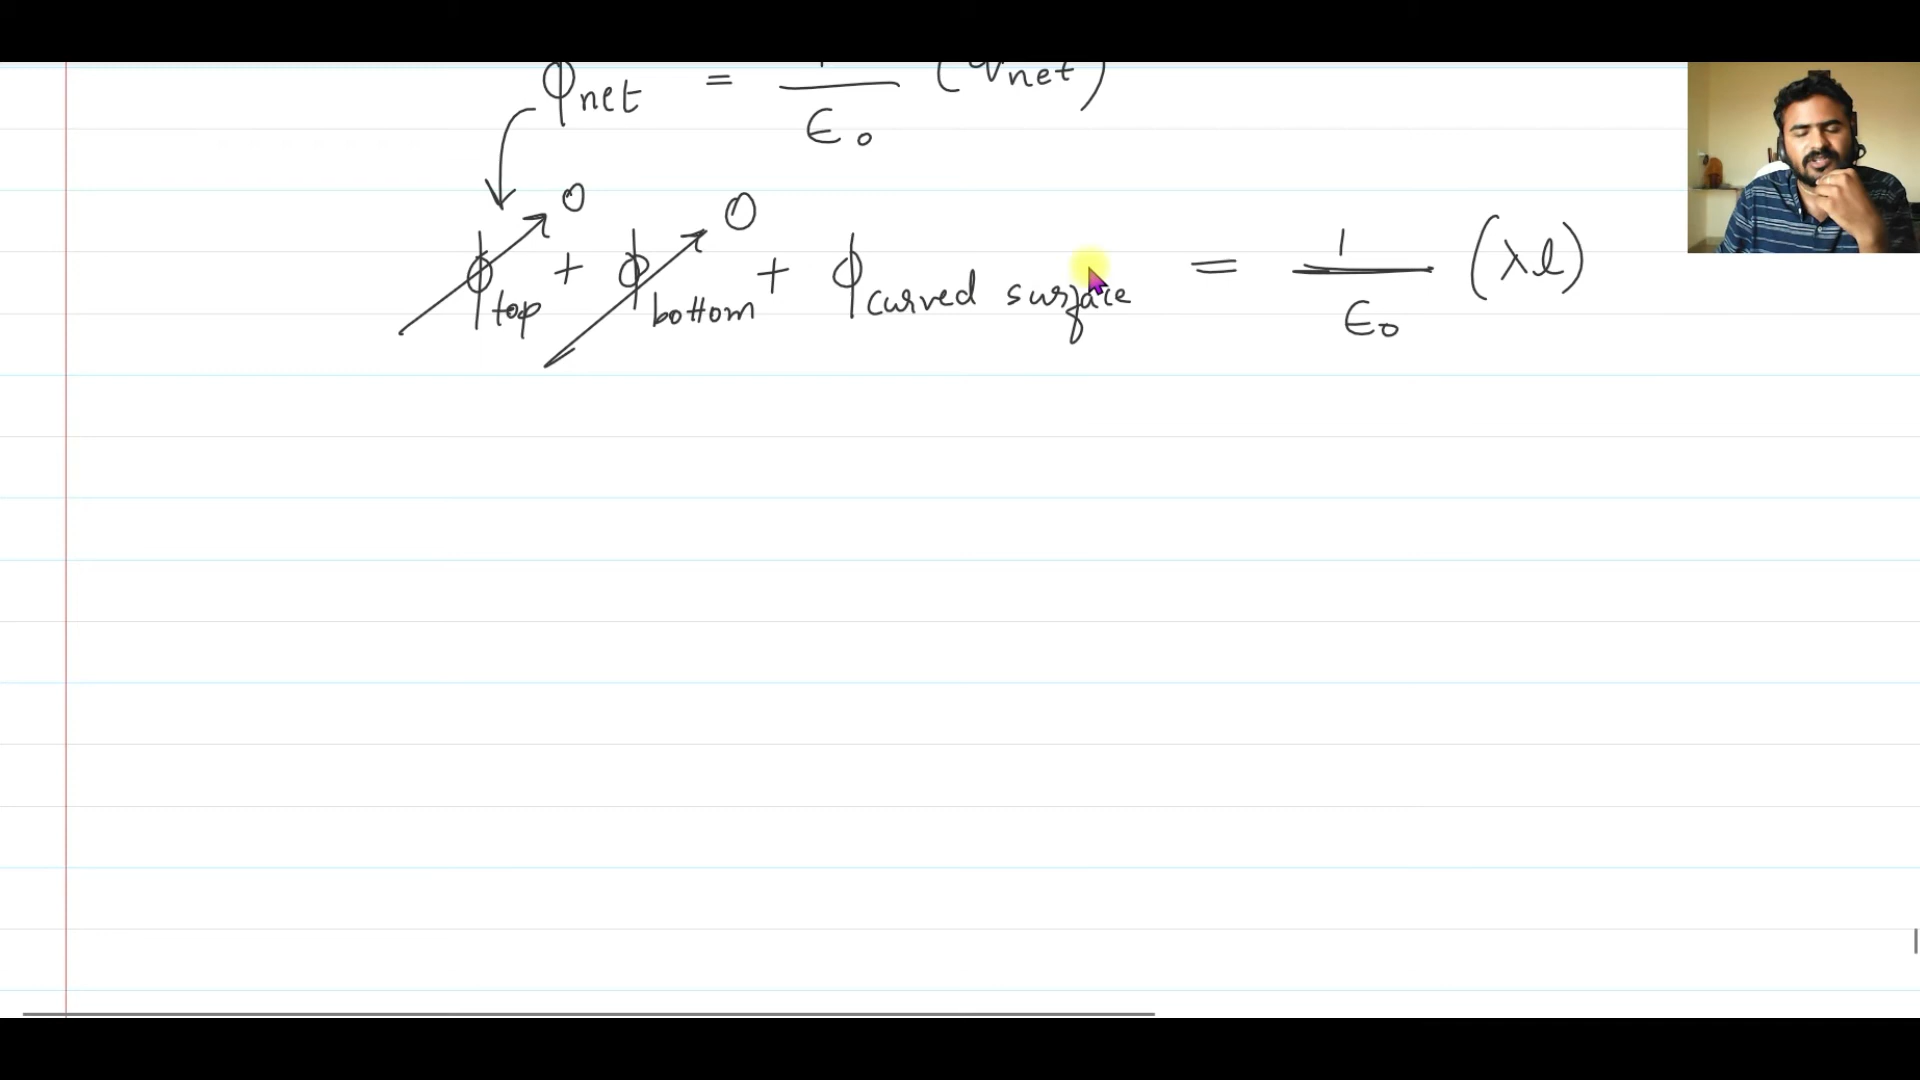 ϕnet = 1/ϵ₀ (qnet)
ϕtop 0 + ϕbottom 0 + ϕcurved surface = 1/ϵ₀ (λl)